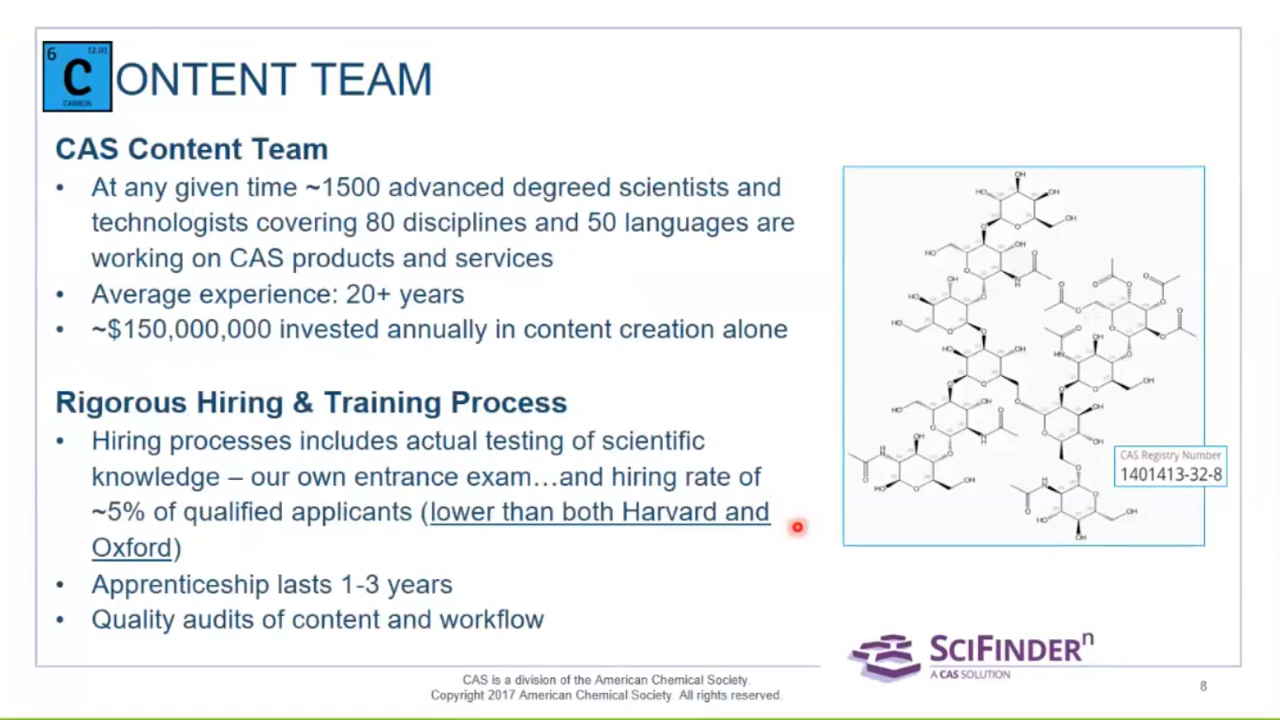 6 12.01
C
CARBON
ONTENT TEAM
CAS Content Team
• At any given time ~1500 advanced degreed scientists and
technologists covering 80 disciplines and 50 languages are
working on CAS products and services
• Average experience: 20+ years
• ~$150,000,000 invested annually in content creation alone
Rigorous Hiring & Training Process
• Hiring processes includes actual testing of scientific
knowledge – our own entrance exam…and hiring rate of
~5% of qualified applicants (lower than both Harvard and
Oxford)
• Apprenticeship lasts 1-3 years
• Quality audits of content and workflow
CAS Registry Number
1401413-32-8
SCIFINDERⁿ
A CAS SOLUTION
CAS is a division of the American Chemical Society.
Copyright 2017 American Chemical Society. All rights reserved.
8